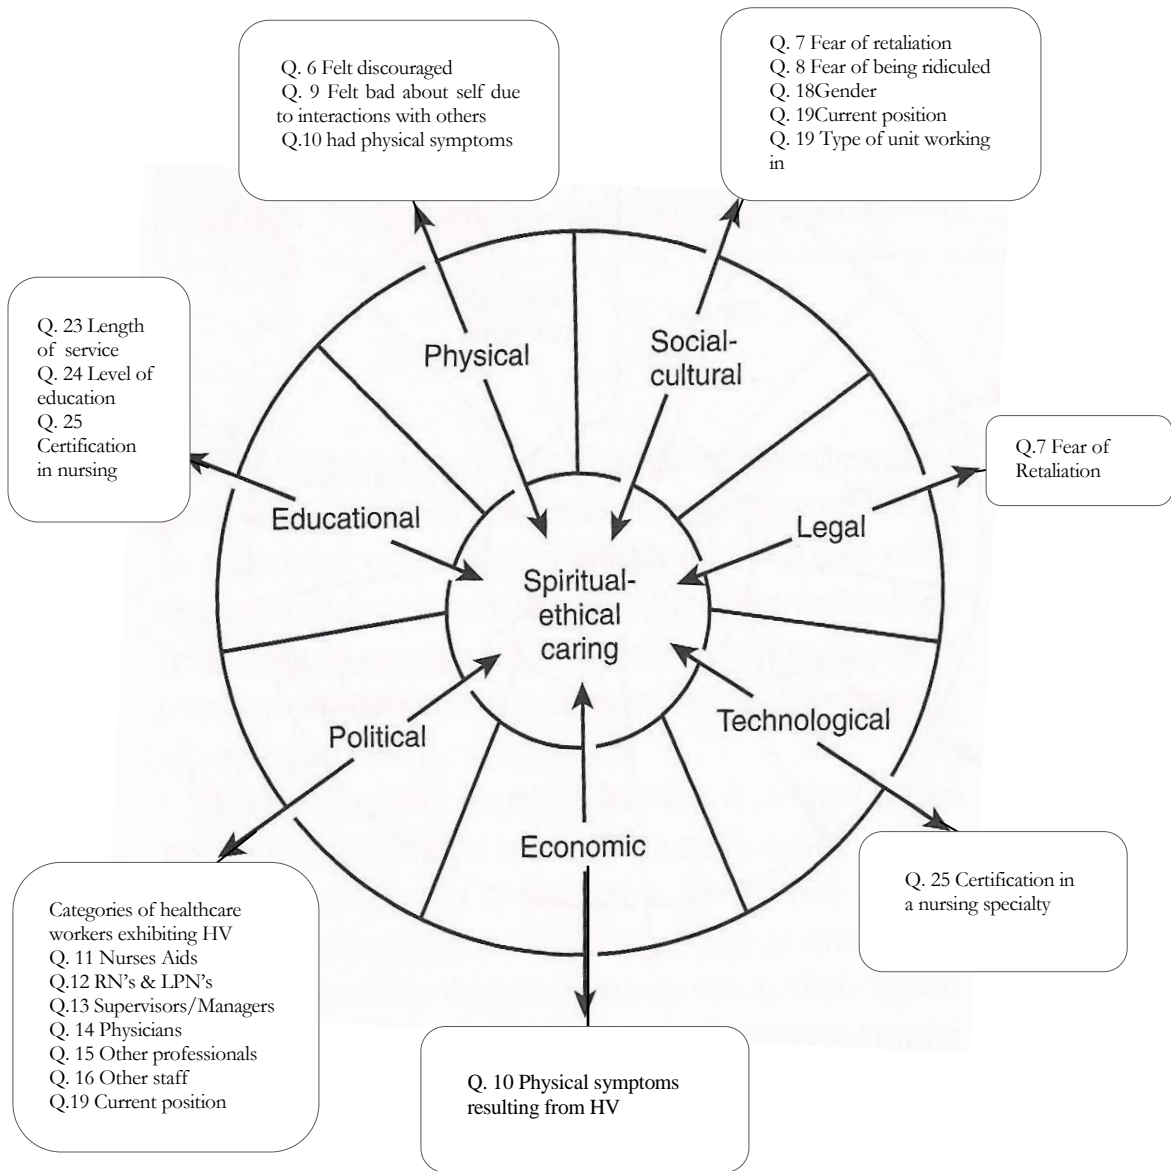 Q. 6 Felt discouraged
Q. 9 Felt bad about self due
to interactions with others
Q.10 had physical symptoms
Q. 7 Fear of retaliation
Q. 8 Fear of being ridiculed
Q. 18Gender
Q. 19Current position
Q. 19 Type of unit working
in
Q. 23 Length
of service
Q. 24 Level of
education
Q. 25
Certification
in nursing
Physical
Social-
cultural
Q.7 Fear of
Retaliation
Educational
Legal
Spiritual-
ethical
caring
Political
Technological
Economic
Q. 25 Certification in
a nursing specialty
Categories of healthcare
workers exhibiting HV
Q. 11 Nurses Aids
Q.12 RN's & LPN's
Q.13 Supervisors/Managers
Q. 14 Physicians
Q. 15 Other professionals
Q. 16 Other staff
Q.19 Current position
Q. 10 Physical symptoms
resulting from HV